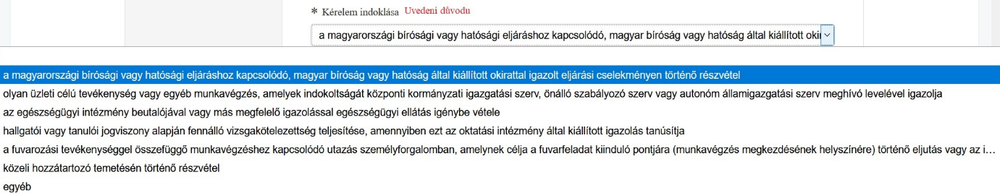 * Kérelem indoklása Uvedení důvodu
a magyarországi bírósági vagy hatósági eljáráshoz kapcsolódó, magyar bíróság vagy hatóság által kiállított okir
a magyarországi bírósági vagy hatósági eljáráshoz kapcsolódó, magyar bíróság vagy hatóság által kiállított okirattal igazolt eljárási cselekményen történő részvétel
olyan üzleti célú tevékenység vagy egyéb munkavégzés, amelyek indokoltságát központi kormányzati igazgatási szerv, önálló szabályozó szerv vagy autonóm államigazgatási szerv meghívó levelével igazolja
az egészségügyi intézmény beutalójával vagy más megfelelő igazolással egészségügyi ellátás igénybe vétele
hallgatói vagy tanulói jogviszony alapján fennálló vizsgakötelezettség teljesítése, amennyiben ezt az oktatási intézmény által kiállított igazolás tanúsítja
a fuvarozási tevékenységgel összefüggő munkavégzéshez kapcsolódó utazás személyforgalomban, amelynek célja a fuvarfeladat kiinduló pontjára (munkavégzés megkezdésének helyszínére) történő eljutás vagy az i...
közeli hozzátartozó temetésén történő részvétel
egyéb